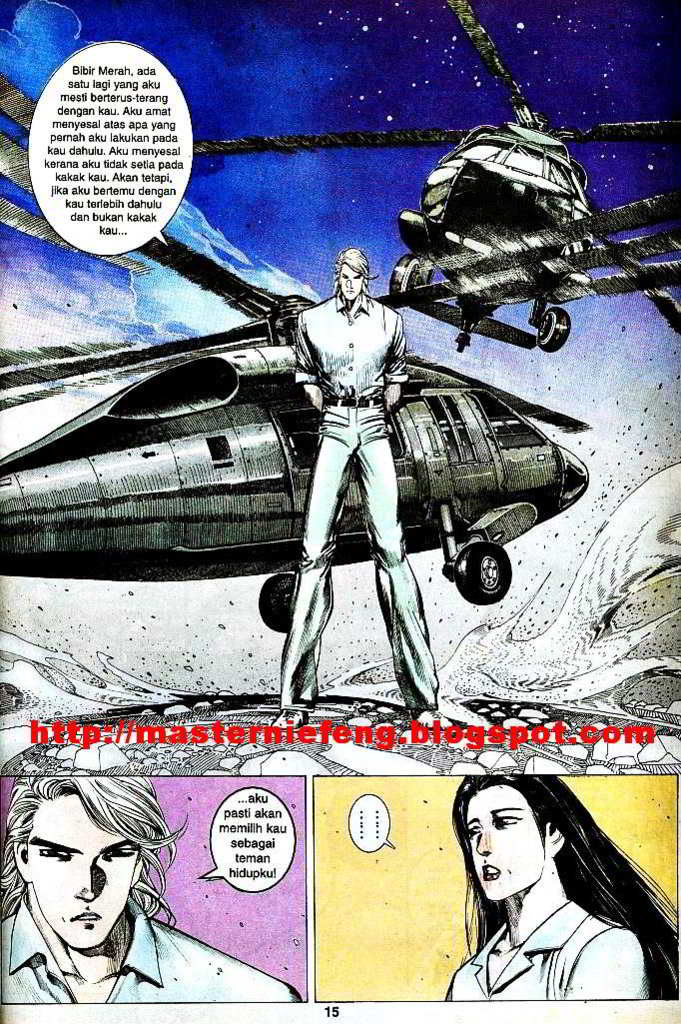 Bibir Merah, ada
satu lagi yang aku
mesti berterus-terang
dengan kau. Aku amat
menyesal atas apa yang
pernah aku lakukan pada
kau dahulu. Aku menyesal
kerana aku tidak setia pada
kakak kau. Akan tetapi,
jika aku bertemu dengan
kau terlebih dahulu
dan bukan kakak
kau...
http://masterniefeng.blogspot.com
...aku
pasti akan
memilih kau
sebagai
teman
hidupku!
......
15